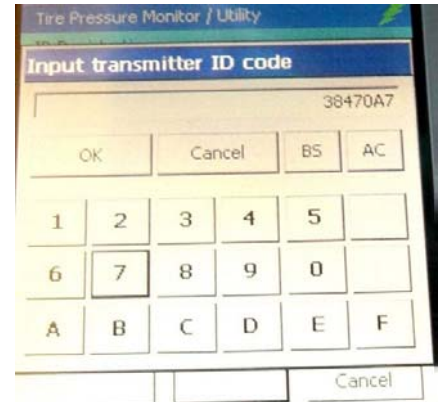 Tire Pressure Monitor / Utility
Input transmitter ID code
38470A7
OK Cancel BS AC
1 2 3 4 5
6 7 8 9 0
A B C D E F
Cancel